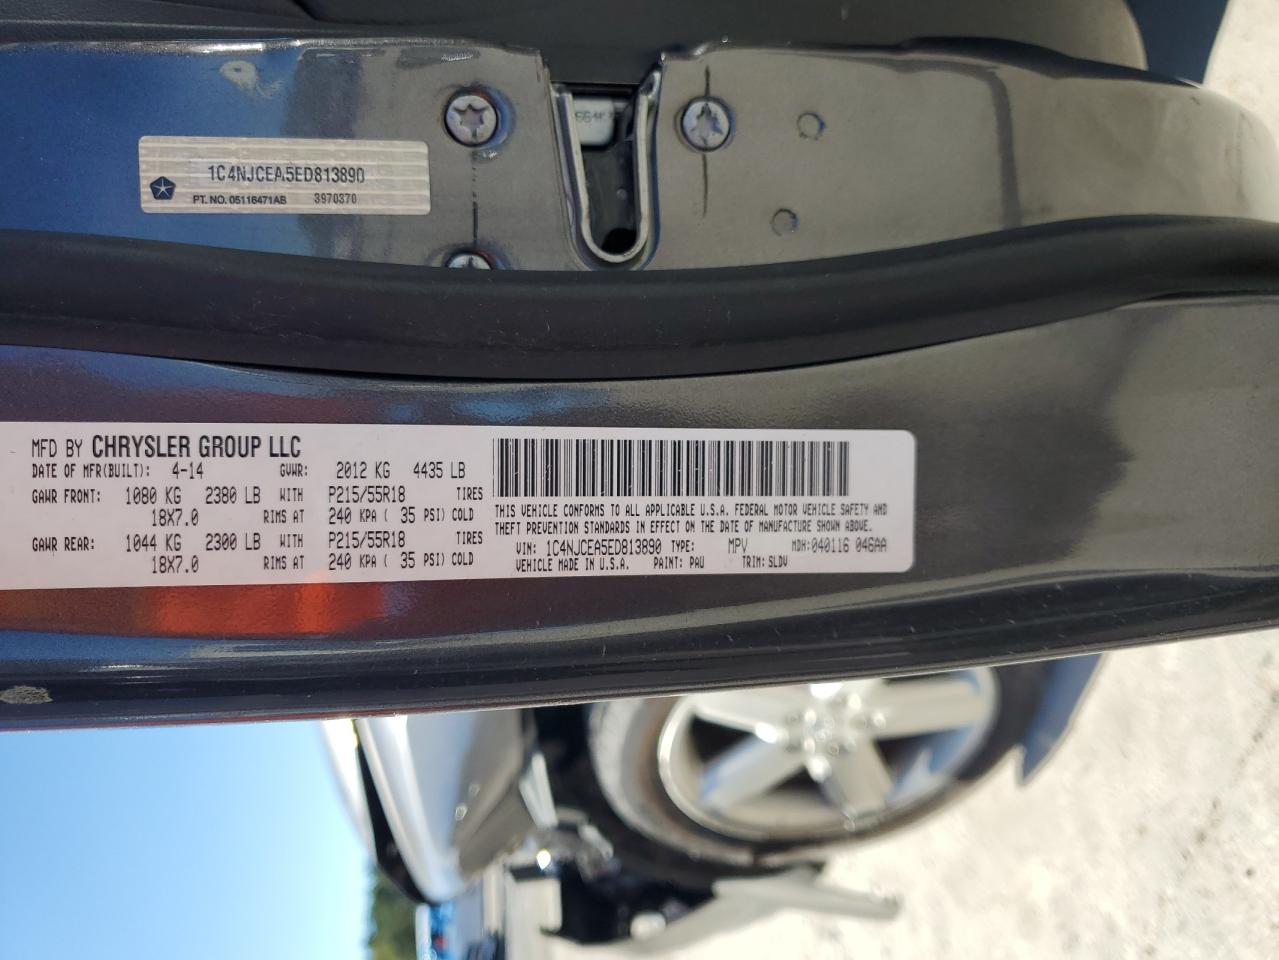 664
1C4NJCEA5ED813890
PT. NO. 05116471AB 3970370
MFD BY CHRYSLER GROUP LLC
DATE OF MFR(BUILT): 4-14 GVWR: 2012 KG 4435 LB
GAWR FRONT: 1080 KG 2380 LB WITH P215/55R18 TIRES
18X7.0 RIMS AT 240 KPA ( 35 PSI) COLD
GAWR REAR: 1044 KG 2300 LB WITH P215/55R18 TIRES
18X7.0 RIMS AT 240 KPA ( 35 PSI) COLD
THIS VEHICLE CONFORMS TO ALL APPLICABLE U.S.A. FEDERAL MOTOR VEHICLE SAFETY AND
THEFT PREVENTION STANDARDS IN EFFECT ON THE DATE OF MANUFACTURE SHOWN ABOVE.
VIN: 1C4NJCEA5ED813890 TYPE: MPV MDH: 040116 046AA
VEHICLE MADE IN U.S.A. PAINT: PAU TRIM: SLDV